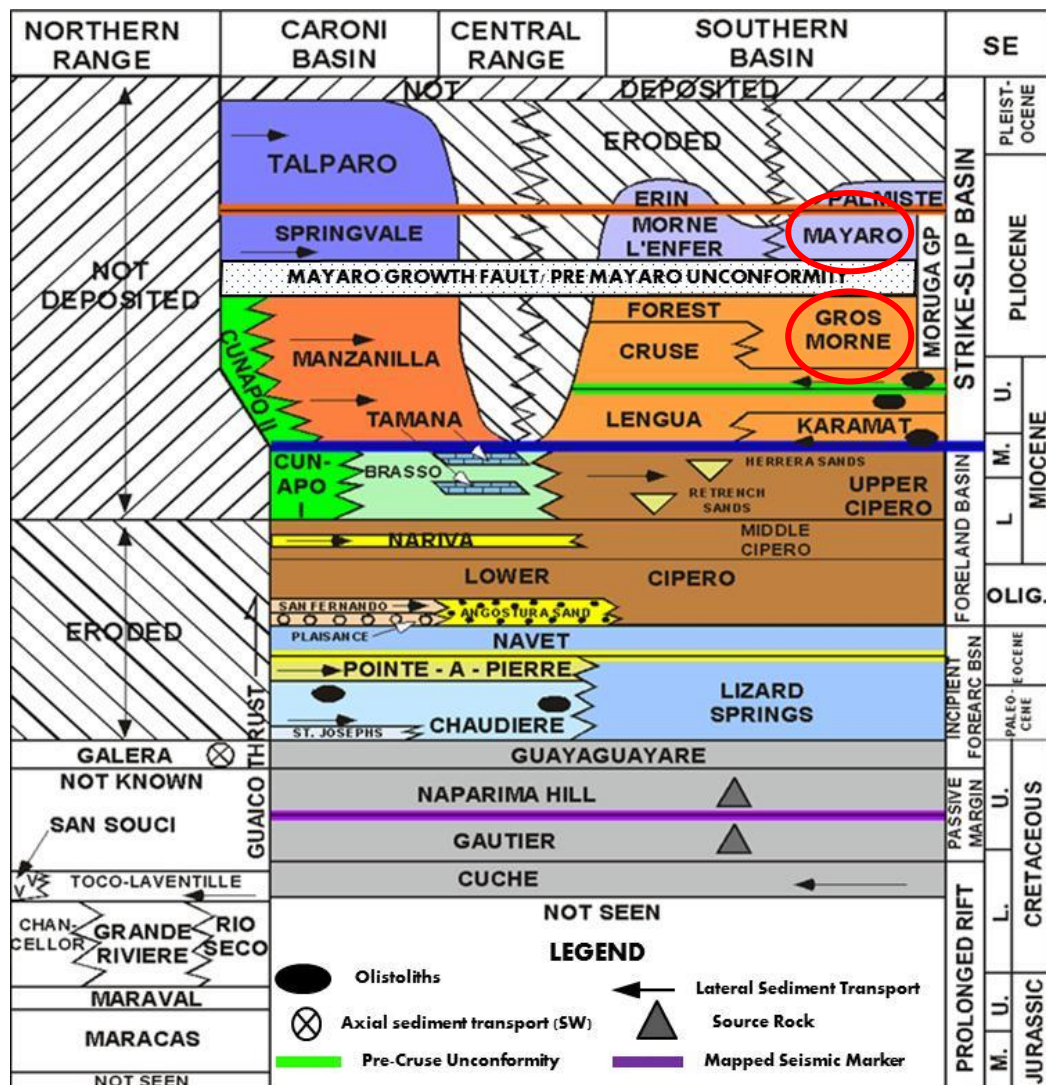 NORTHERN
RANGE
CARONI
BASIN
CENTRAL
RANGE
SOUTHERN
BASIN
SE
NOT
DEPOSITED
ERODED
TALPARO
SPRINGVALE
ERIN
MORNE
L'ENFER
PALMISTE
MAYARO
MAYARO GROWTH FAULT/ PRE MAYARO UNCONFORMITY
NOT
DEPOSITED
CUNAPO II
MANZANILLA
TAMANA
FOREST
CRUSE
GROS
MORNE
MORUGA GP
LENGUA
KARAMAT
CUN-
APO
I
BRASSO
HERRERA SANDS
RETRENCH
SANDS
UPPER
CIPERO
NARIVA
MIDDLE
CIPERO
LOWER
CIPERO
ERODED
SAN FERNANDO
ANGOSTURA SAND
PLAISANCE
NAVET
POINTE - A - PIERRE
LIZARD
SPRINGS
CHAUDIERE
ST. JOSEPHS
GUAICO THRUST
GALERA
GUAYAGUAYARE
NOT KNOWN
NAPARIMA HILL
SAN SOUCI
GAUTIER
V
V
TOCO-LAVENTILLE
CUCHE
CHAN-
CELLOR
GRANDE
RIVIERE
RIO
SECO
NOT SEEN
MARAVAL
MARACAS
NOT SEEN
LEGEND
Olistoliths
Lateral Sediment Transport
Axial sediment transport (SW)
Source Rock
Pre-Cruse Unconformity
Mapped Seismic Marker
STRIKE-SLIP BASIN
FORELAND BASIN
INCIPIENT
FOREARC BSN
PASSIVE
MARGIN
PROLONGED RIFT
PLEIST-
OCENE
PLIOCENE
U.
M.
L
MIOCENE
OLIG.
EOCENE
PALEO-
CENE
U.
L.
CRETACEOUS
U.
M.
JURASSIC